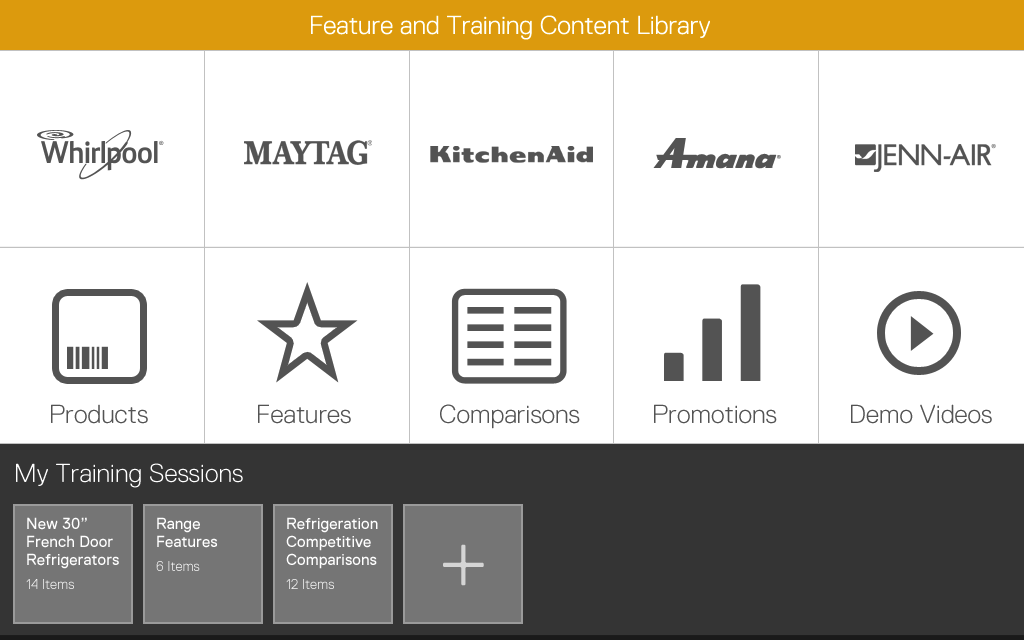 Feature and Training Content Library
Whirlpool®
MAYTAG®
KitchenAid
Amana®
JENN-AIR®
Products
Features
Comparisons
Promotions
Demo Videos
My Training Sessions
New 30”
French Door
Refrigerators
14 Items
Range
Features
6 Items
Refrigeration
Competitive
Comparisons
12 Items